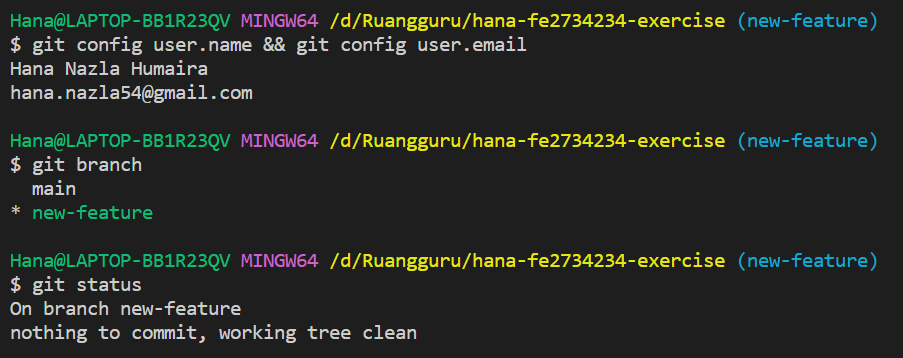 Hana@LAPTOP-BB1R23QV MINGW64 /d/Ruangguru/hana-fe2734234-exercise (new-feature)
$ git config user.name && git config user.email
Hana Nazla Humaira
hana.nazla54@gmail.com
Hana@LAPTOP-BB1R23QV MINGW64 /d/Ruangguru/hana-fe2734234-exercise (new-feature)
$ git branch
  main
* new-feature
Hana@LAPTOP-BB1R23QV MINGW64 /d/Ruangguru/hana-fe2734234-exercise (new-feature)
$ git status
On branch new-feature
nothing to commit, working tree clean